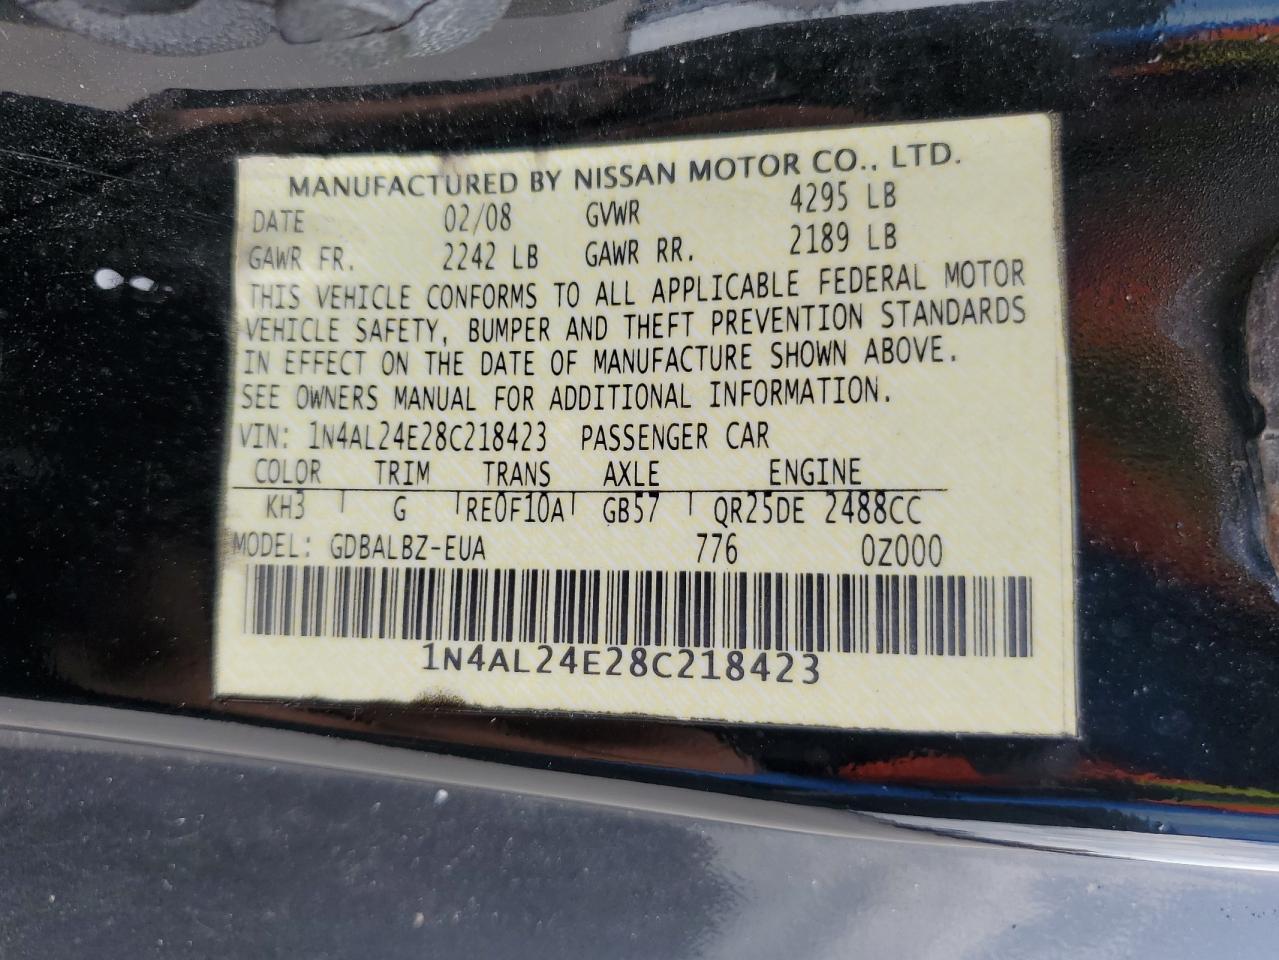 MANUFACTURED BY NISSAN MOTOR CO., LTD.
DATE 02/08 GVWR 4295 LB
GAWR FR. 2242 LB GAWR RR. 2189 LB
THIS VEHICLE CONFORMS TO ALL APPLICABLE FEDERAL MOTOR
VEHICLE SAFETY, BUMPER AND THEFT PREVENTION STANDARDS
IN EFFECT ON THE DATE OF MANUFACTURE SHOWN ABOVE.
SEE OWNERS MANUAL FOR ADDITIONAL INFORMATION.
VIN: 1N4AL24E28C218423 PASSENGER CAR
COLOR TRIM TRANS AXLE ENGINE
KH3 G RE0F10A GB57 QR25DE 2488CC
MODEL: GDBALBZ-EUA 776 0Z000
1N4AL24E28C218423